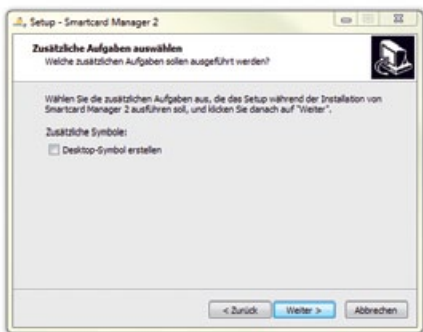 Setup - Smartcard Manager 2
Zusätzliche Aufgaben auswählen
Welche zusätzlichen Aufgaben sollen ausgeführt werden?
Wählen Sie die zusätzlichen Aufgaben aus, die das Setup während der Installation von
Smartcard Manager 2 ausführen soll, und klicken Sie danach auf "Weiter".
Zusätzliche Symbole:
Desktop-Symbol erstellen
< Zurück
Weiter >
Abbrechen